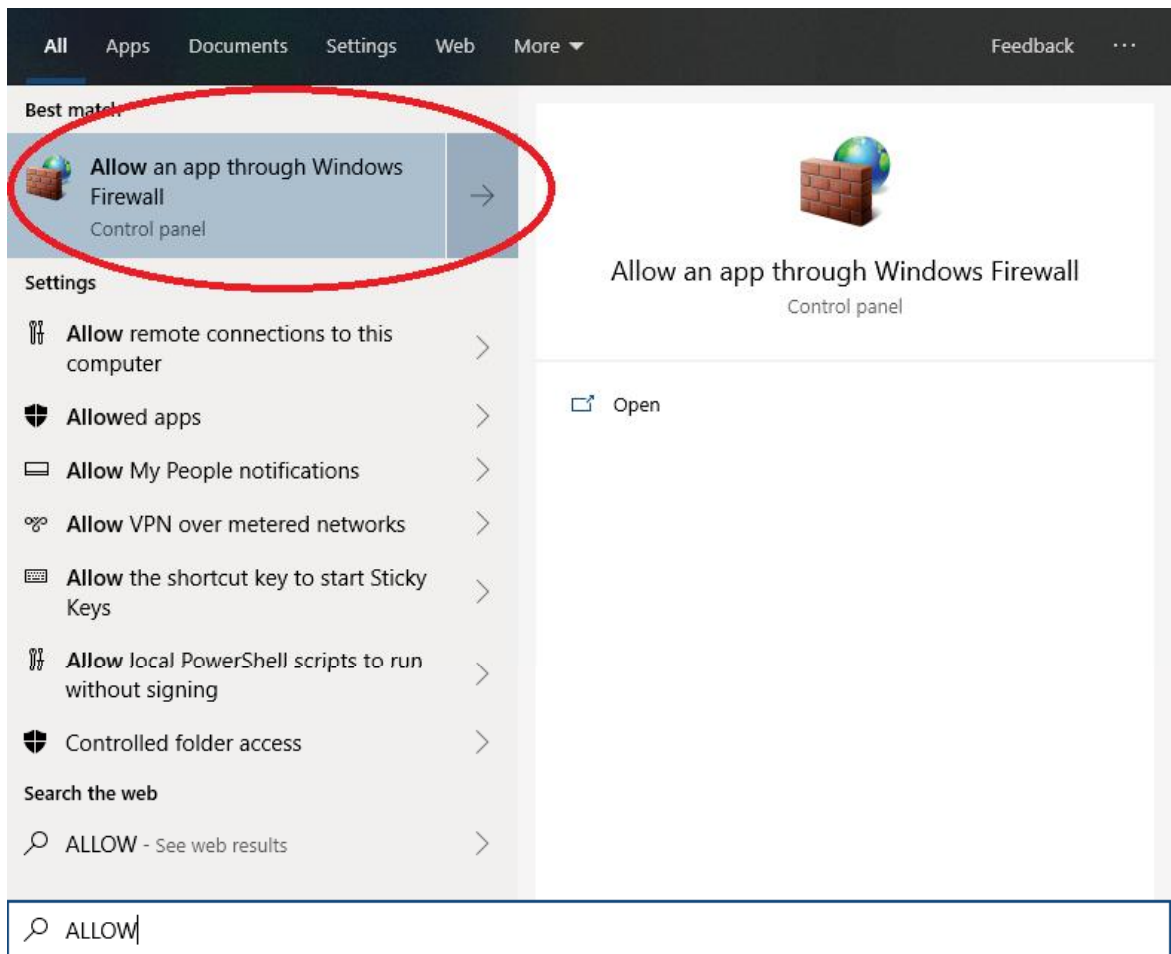 All Apps Documents Settings Web More Feedback ...
Best match
Allow an app through Windows
Firewall
Control panel
Settings
Allow remote connections to this
computer
Allowed apps
Allow My People notifications
Allow VPN over metered networks
Allow the shortcut key to start Sticky
Keys
Allow local PowerShell scripts to run
without signing
Controlled folder access
Search the web
ALLOW - See web results
ALLOW
Allow an app through Windows Firewall
Control panel
Open